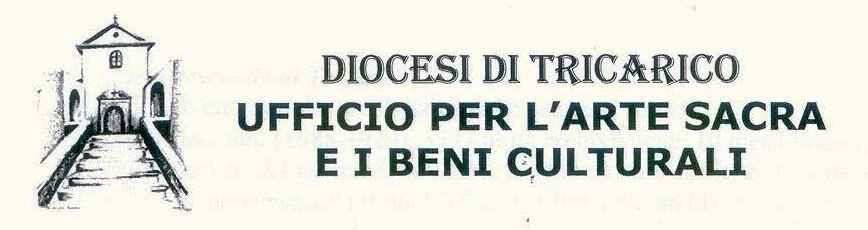 DIOCESI DI TRICARICO
UFFICIO PER L'ARTE SACRA
E I BENI CULTURALI